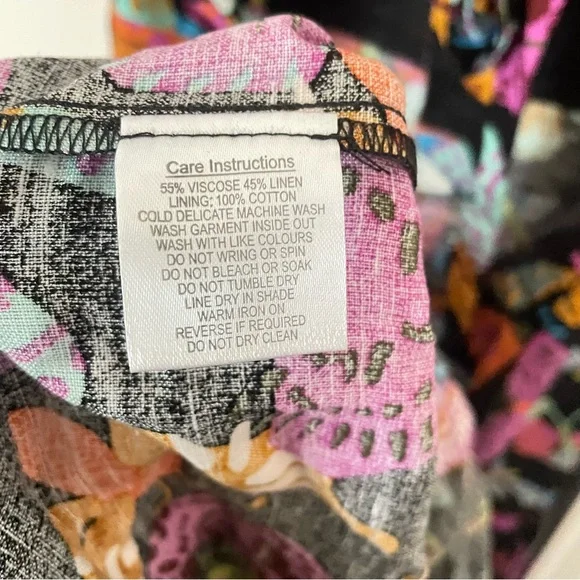 Care Instructions
55% VISCOSE 45% LINEN
LINING; 100% COTTON
COLD DELICATE MACHINE WASH
WASH GARMENT INSIDE OUT
WASH WITH LIKE COLOURS
DO NOT WRING OR SPIN
DO NOT BLEACH OR SOAK
DO NOT TUMBLE DRY
LINE DRY IN SHADE
WARM IRON ON
REVERSE IF REQUIRED
DO NOT DRY CLEAN